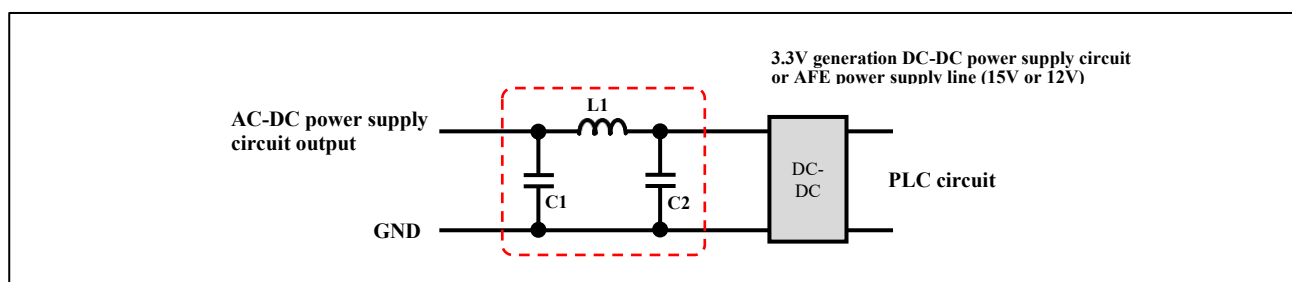 3.3V generation DC-DC power supply circuit
or AFE power supply line (15V or 12V)
L1
AC-DC power supply
circuit output
DC-
DC
PLC circuit
C1
C2
GND